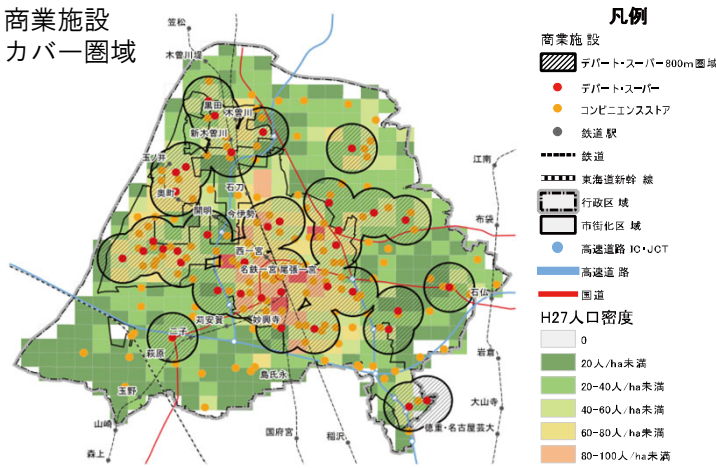 商業施設
カバー圏域
笠松
木曽川堤
黒田
木曽川
新木曽川
玉ノ井
奥町
石刀
開明
今伊勢
西一宮
名鉄一宮 尾張一宮
苅安賀
妙興寺
二子
萩原
玉野
島氏永
山崎
森上
国府宮
稲沢
江南
布袋
石仏
岩倉
大山寺
徳重・名古屋芸大
凡例
商業施設
デパート・スーパー800m圏域
デパート・スーパー
コンビニエンスストア
鉄道駅
鉄道
東海道新幹線
行政区域
市街化区域
高速道路IC・JCT
高速道路
国道
H27人口密度
0
20人/ha未満
20-40人/ha未満
40-60人/ha未満
60-80人/ha未満
80-100人/ha未満